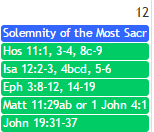 12
Solemnity of the Most Sacr
Hos 11:1, 3-4, 8c-9
Isa 12:2-3, 4bcd, 5-6
Eph 3:8-12, 14-19
Matt 11:29ab or 1 John 4:1
John 19:31-37